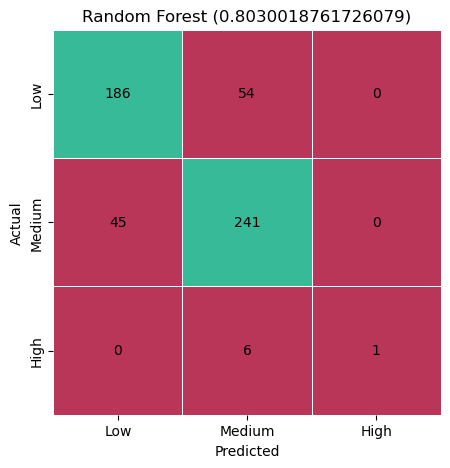 Random Forest (0.8030018761726079)
Low 186 54 0
Actual
Medium 45 241 0
High 0 6 1
Low Medium High
Predicted